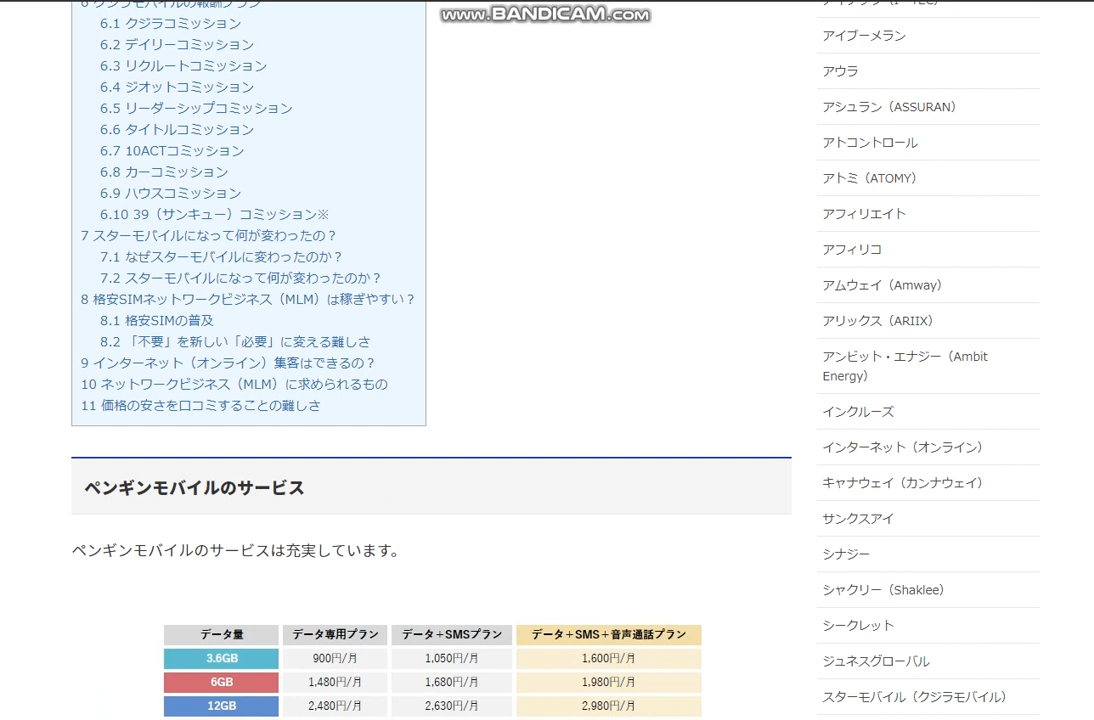 6 クジラモバイルの報酬プラン
www.BANDICAM.com
6.1 クジラコミッション
6.2 デイリーコミッション
6.3 リクルートコミッション
6.4 ジオットコミッション
6.5 リーダーシップコミッション
6.6 タイトルコミッション
6.7 10ACTコミッション
6.8 カーコミッション
6.9 ハウスコミッション
6.10 39（サンキュー）コミッション※
7 スターモバイルになって何が変わったの？
7.1 なぜスターモバイルに変わったのか？
7.2 スターモバイルになって何が変わったのか？
8 格安SIMネットワークビジネス（MLM）は稼ぎやすい？
8.1 格安SIMの普及
8.2 「不要」を新しい「必要」に変える難しさ
9 インターネット（オンライン）集客はできるの？
10 ネットワークビジネス（MLM）に求められるもの
11 価格の安さを口コミすることの難しさ
ペンギンモバイルのサービス
ペンギンモバイルのサービスは充実しています。
データ量 データ専用プラン データ＋SMSプラン データ＋SMS＋音声通話プラン
3.6GB 900円/月 1,050円/月 1,600円/月
6GB 1,480円/月 1,680円/月 1,980円/月
12GB 2,480円/月 2,630円/月 2,980円/月
アイブーメラン
アウラ
アシュラン（ASSURAN）
アトコントロール
アトミ（ATOMY）
アフィリエイト
アフィリコ
アムウェイ（Amway）
アリックス（ARIIX）
アンビット・エナジー（Ambit
Energy）
インクルーズ
インターネット（オンライン）
キャナウェイ（カンナウェイ）
サンクスアイ
シナジー
シャクリー（Shaklee）
シークレット
ジュネスグローバル
スターモバイル（クジラモバイル）